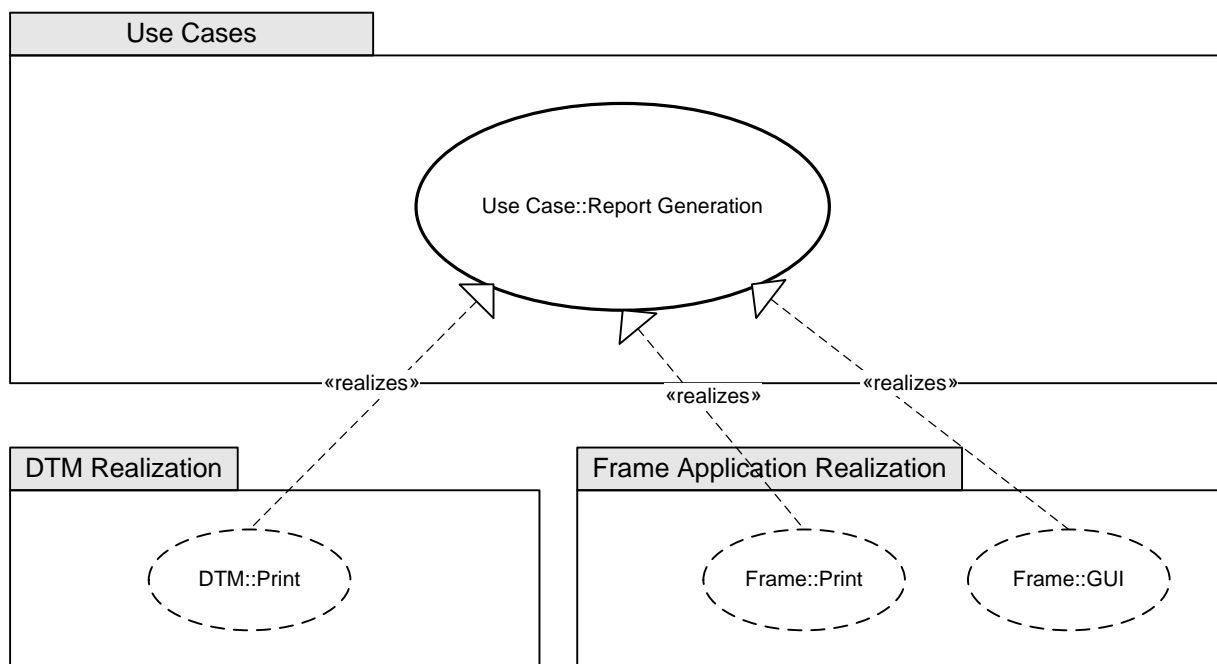 Use Cases
Use Case::Report Generation
«realizes»
«realizes»
«realizes»
DTM Realization
Frame Application Realization
DTM::Print
Frame::Print
Frame::GUI